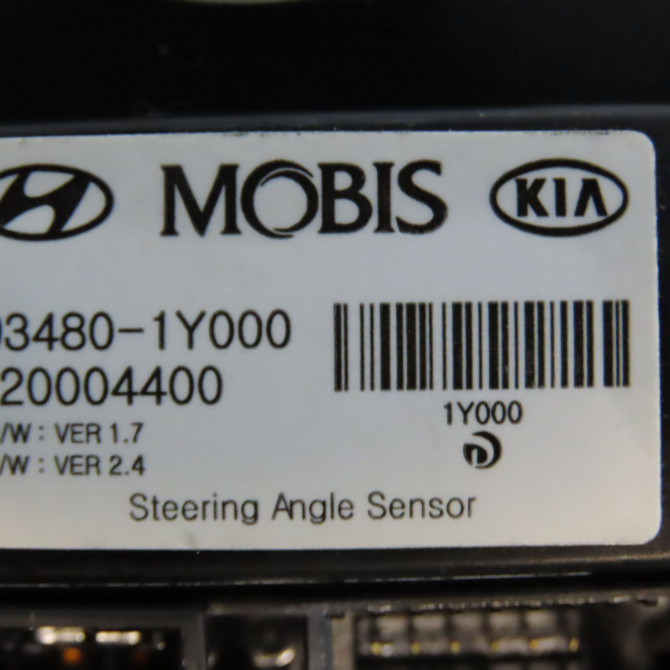 MOBIS KIA
3480-1Y000
20004400
/W : VER 1.7
/W : VER 2.4
1Y000
Steering Angle Sensor